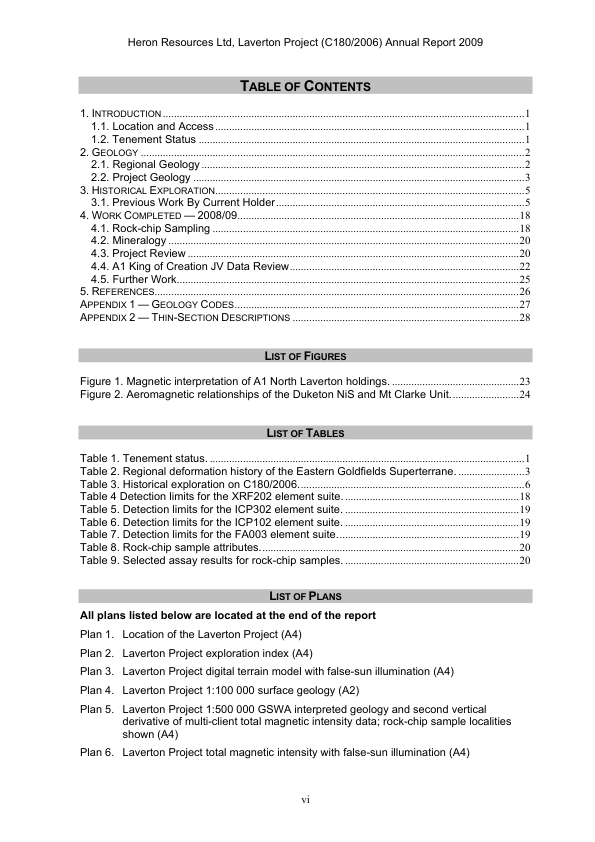 Heron Resources Ltd, Laverton Project (C180/2006) Annual Report 2009
TABLE OF CONTENTS
1. INTRODUCTION.....1
1.1. Location and Access.....1
1.2. Tenement Status.....1
2. GEOLOGY.....2
2.1. Regional Geology.....2
2.2. Project Geology.....3
3. HISTORICAL EXPLORATION.....5
3.1. Previous Work By Current Holder.....5
4. WORK COMPLETED — 2008/09.....18
4.1. Rock-chip Sampling.....18
4.2. Mineralogy.....20
4.3. Project Review.....20
4.4. A1 King of Creation JV Data Review.....22
4.5. Further Work.....25
5. REFERENCES.....26
APPENDIX 1 — GEOLOGY CODES.....27
APPENDIX 2 — THIN-SECTION DESCRIPTIONS.....28
LIST OF FIGURES
Figure 1. Magnetic interpretation of A1 North Laverton holdings. .....23
Figure 2. Aeromagnetic relationships of the Duketon NiS and Mt Clarke Unit. .....24
LIST OF TABLES
Table 1. Tenement status. .....1
Table 2. Regional deformation history of the Eastern Goldfields Superterrane. .....3
Table 3. Historical exploration on C180/2006. .....6
Table 4 Detection limits for the XRF202 element suite. .....18
Table 5. Detection limits for the ICP302 element suite. .....19
Table 6. Detection limits for the ICP102 element suite. .....19
Table 7. Detection limits for the FA003 element suite. .....19
Table 8. Rock-chip sample attributes. .....20
Table 9. Selected assay results for rock-chip samples. .....20
LIST OF PLANS
All plans listed below are located at the end of the report
Plan 1. Location of the Laverton Project (A4)
Plan 2. Laverton Project exploration index (A4)
Plan 3. Laverton Project digital terrain model with false-sun illumination (A4)
Plan 4. Laverton Project 1:100 000 surface geology (A2)
Plan 5. Laverton Project 1:500 000 GSWA interpreted geology and second vertical
derivative of multi-client total magnetic intensity data; rock-chip sample localities
shown (A4)
Plan 6. Laverton Project total magnetic intensity with false-sun illumination (A4)
vi